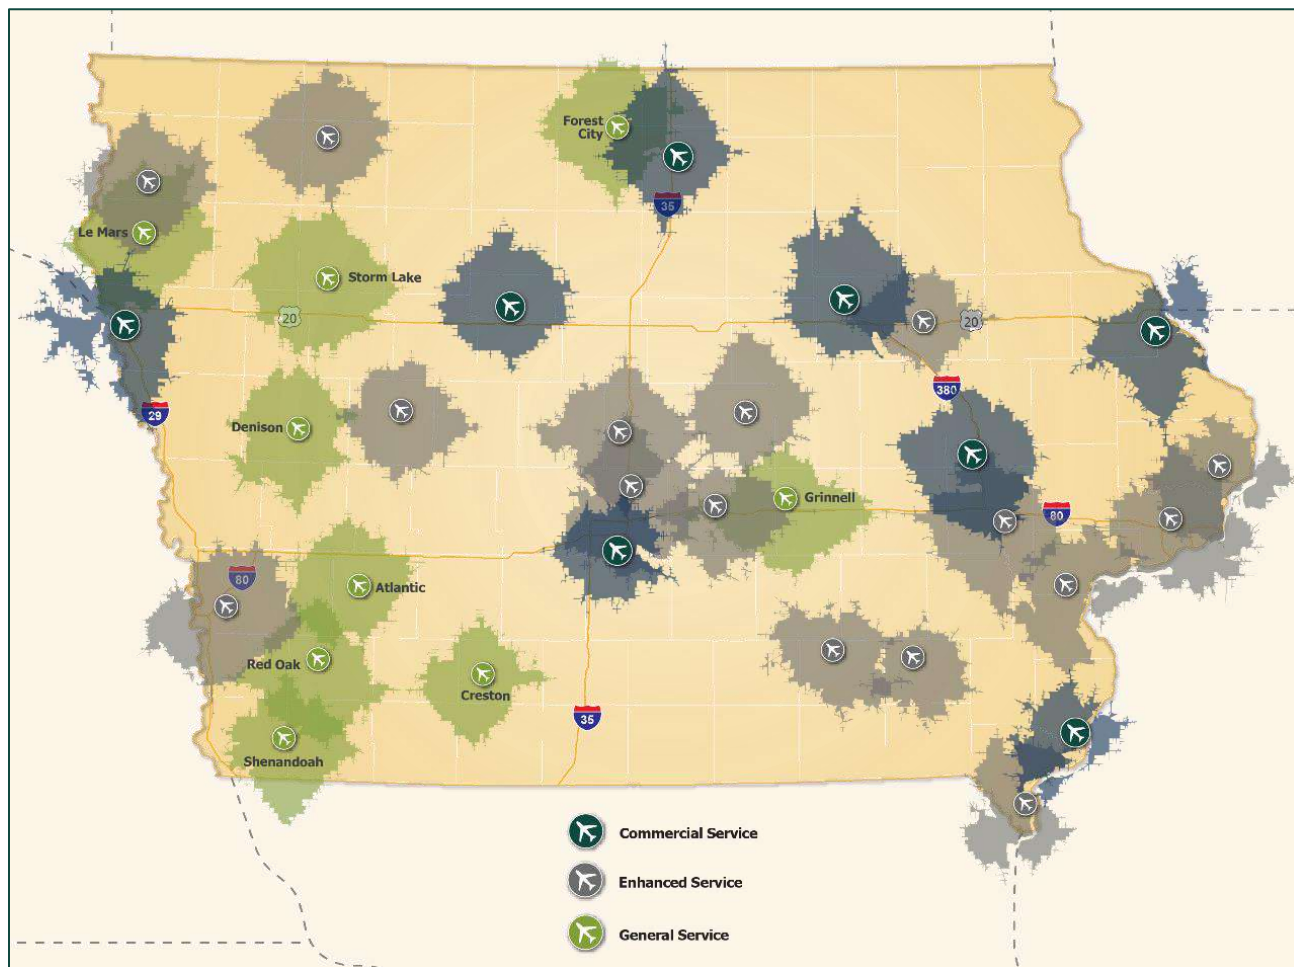 Forest
City
35
Le Mars
Storm Lake
20
20
29
380
Denison
Grinnell
80
80
Atlantic
Red Oak
Creston
35
Shenandoah
Commercial Service
Enhanced Service
General Service